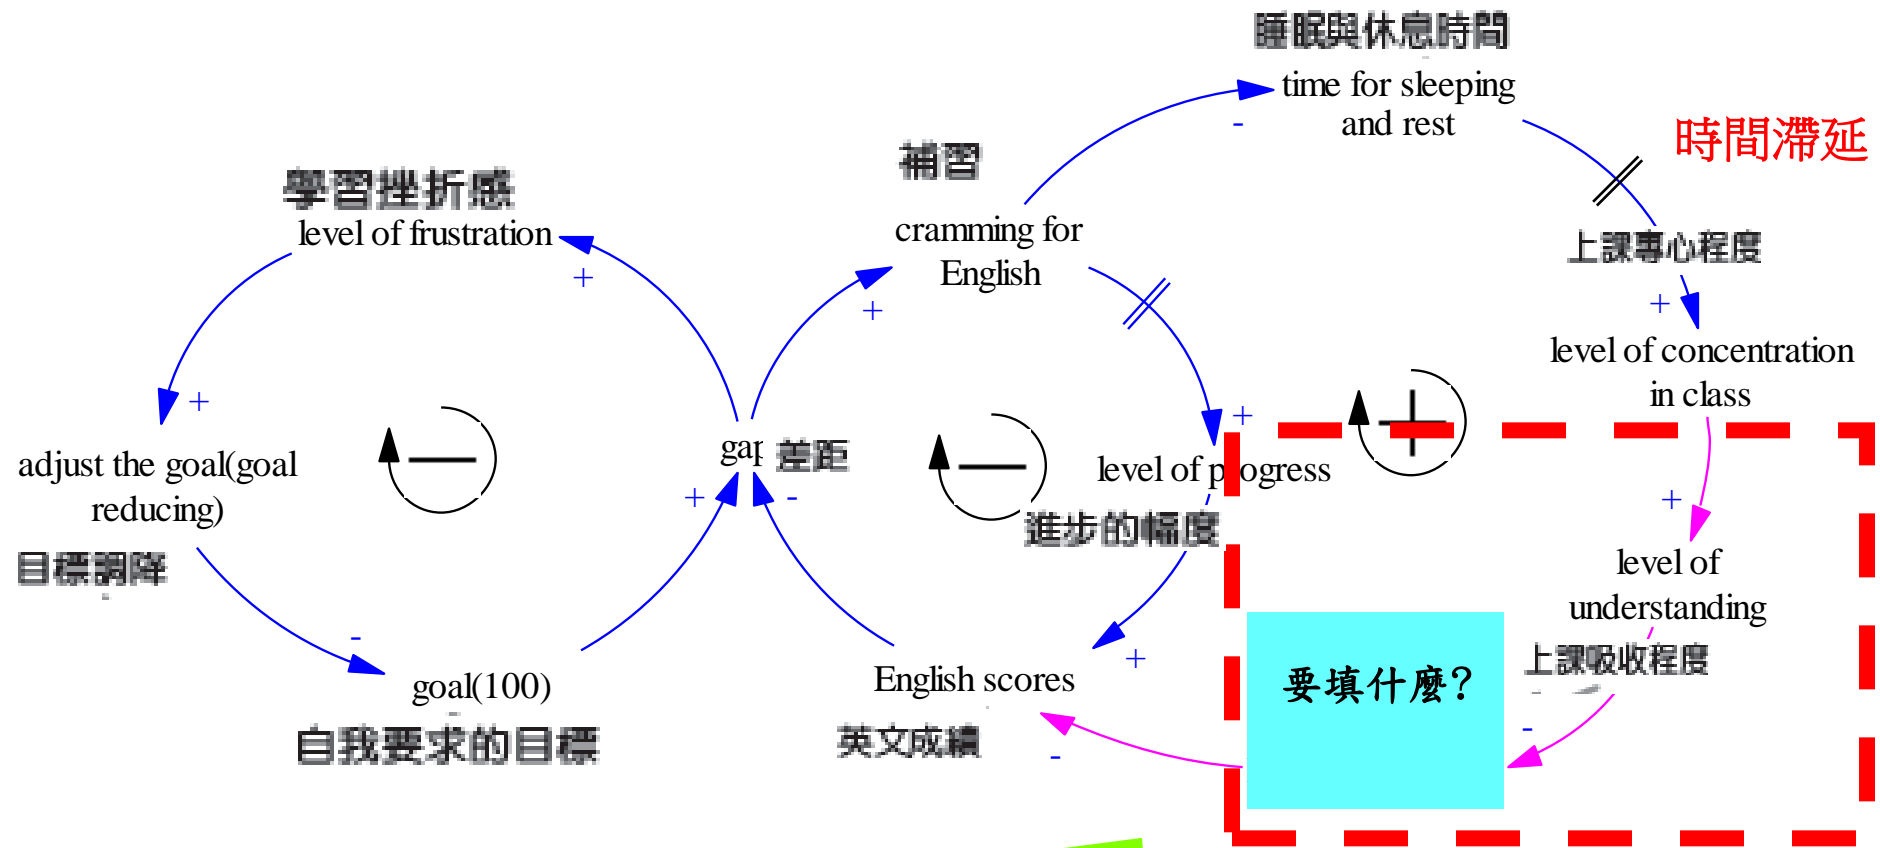 睡眠與休息時間
time for sleeping
and rest
-
時間滯延
補習
學習挫折感
level of frustration
cramming for
English
上課專心程度
+
+
+
level of concentration
in class
+
+
gap 差距
adjust the goal(goal
reducing)
level of progress
+
-
+
進步的幅度
目標調降
level of
understanding
上課吸收程度
-
+
goal(100)
自我要求的目標
English scores
英文成績
要填什麼?
-
-